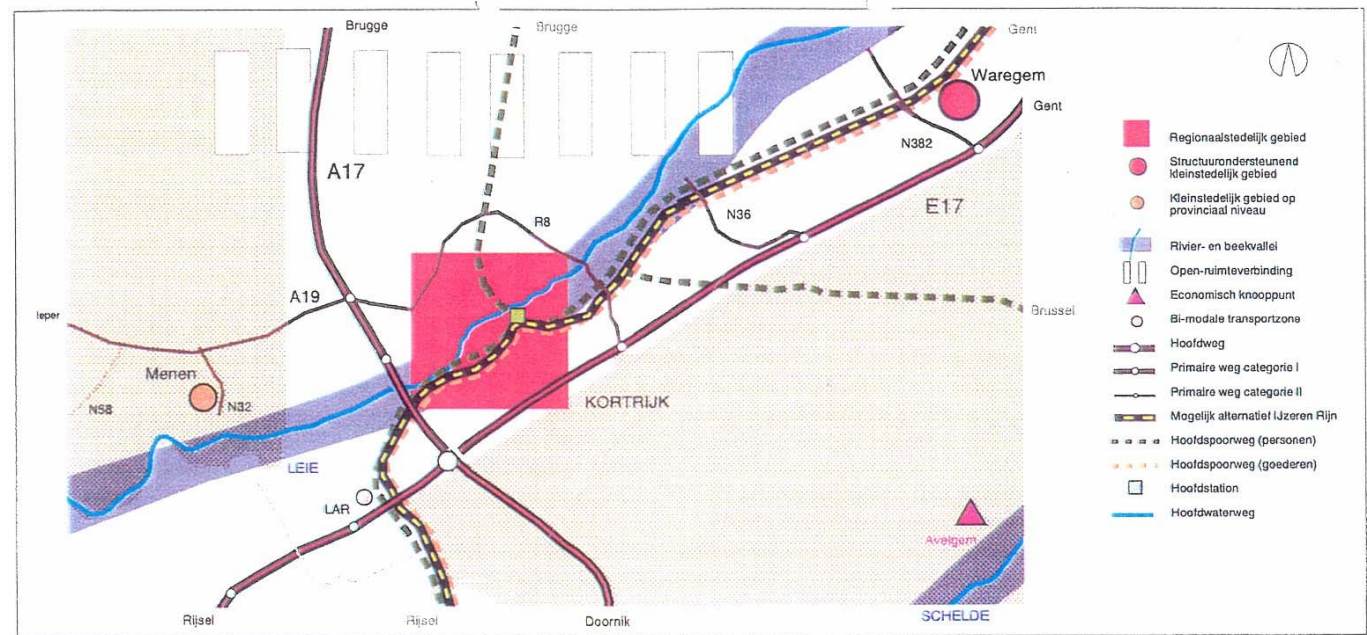 Brugge
Brugge
Gent
Waregem
Gent
N382
A17
E17
R8
N36
A19
Ieper
Brussel
Menen
N58
N32
KORTRIJK
LEIE
LAR
Avelgem
Rijsel
Rijsel
Doornik
SCHELDE
Regionaalstedelijk gebied
Structuurondersteunend
kleinstedelijk gebied
Kleinstedelijk gebied op
provinciaal niveau
Rivier- en beekvallei
Open-ruimteverbinding
Economisch knooppunt
Bi-modale transportzone
Hoofdweg
Primaire weg categorie I
Primaire weg categorie II
Mogelijk alternatief IJzeren Rijn
Hoofdspoorweg (personen)
Hoofdspoorweg (goederen)
Hoofdstation
Hoofdwaterweg